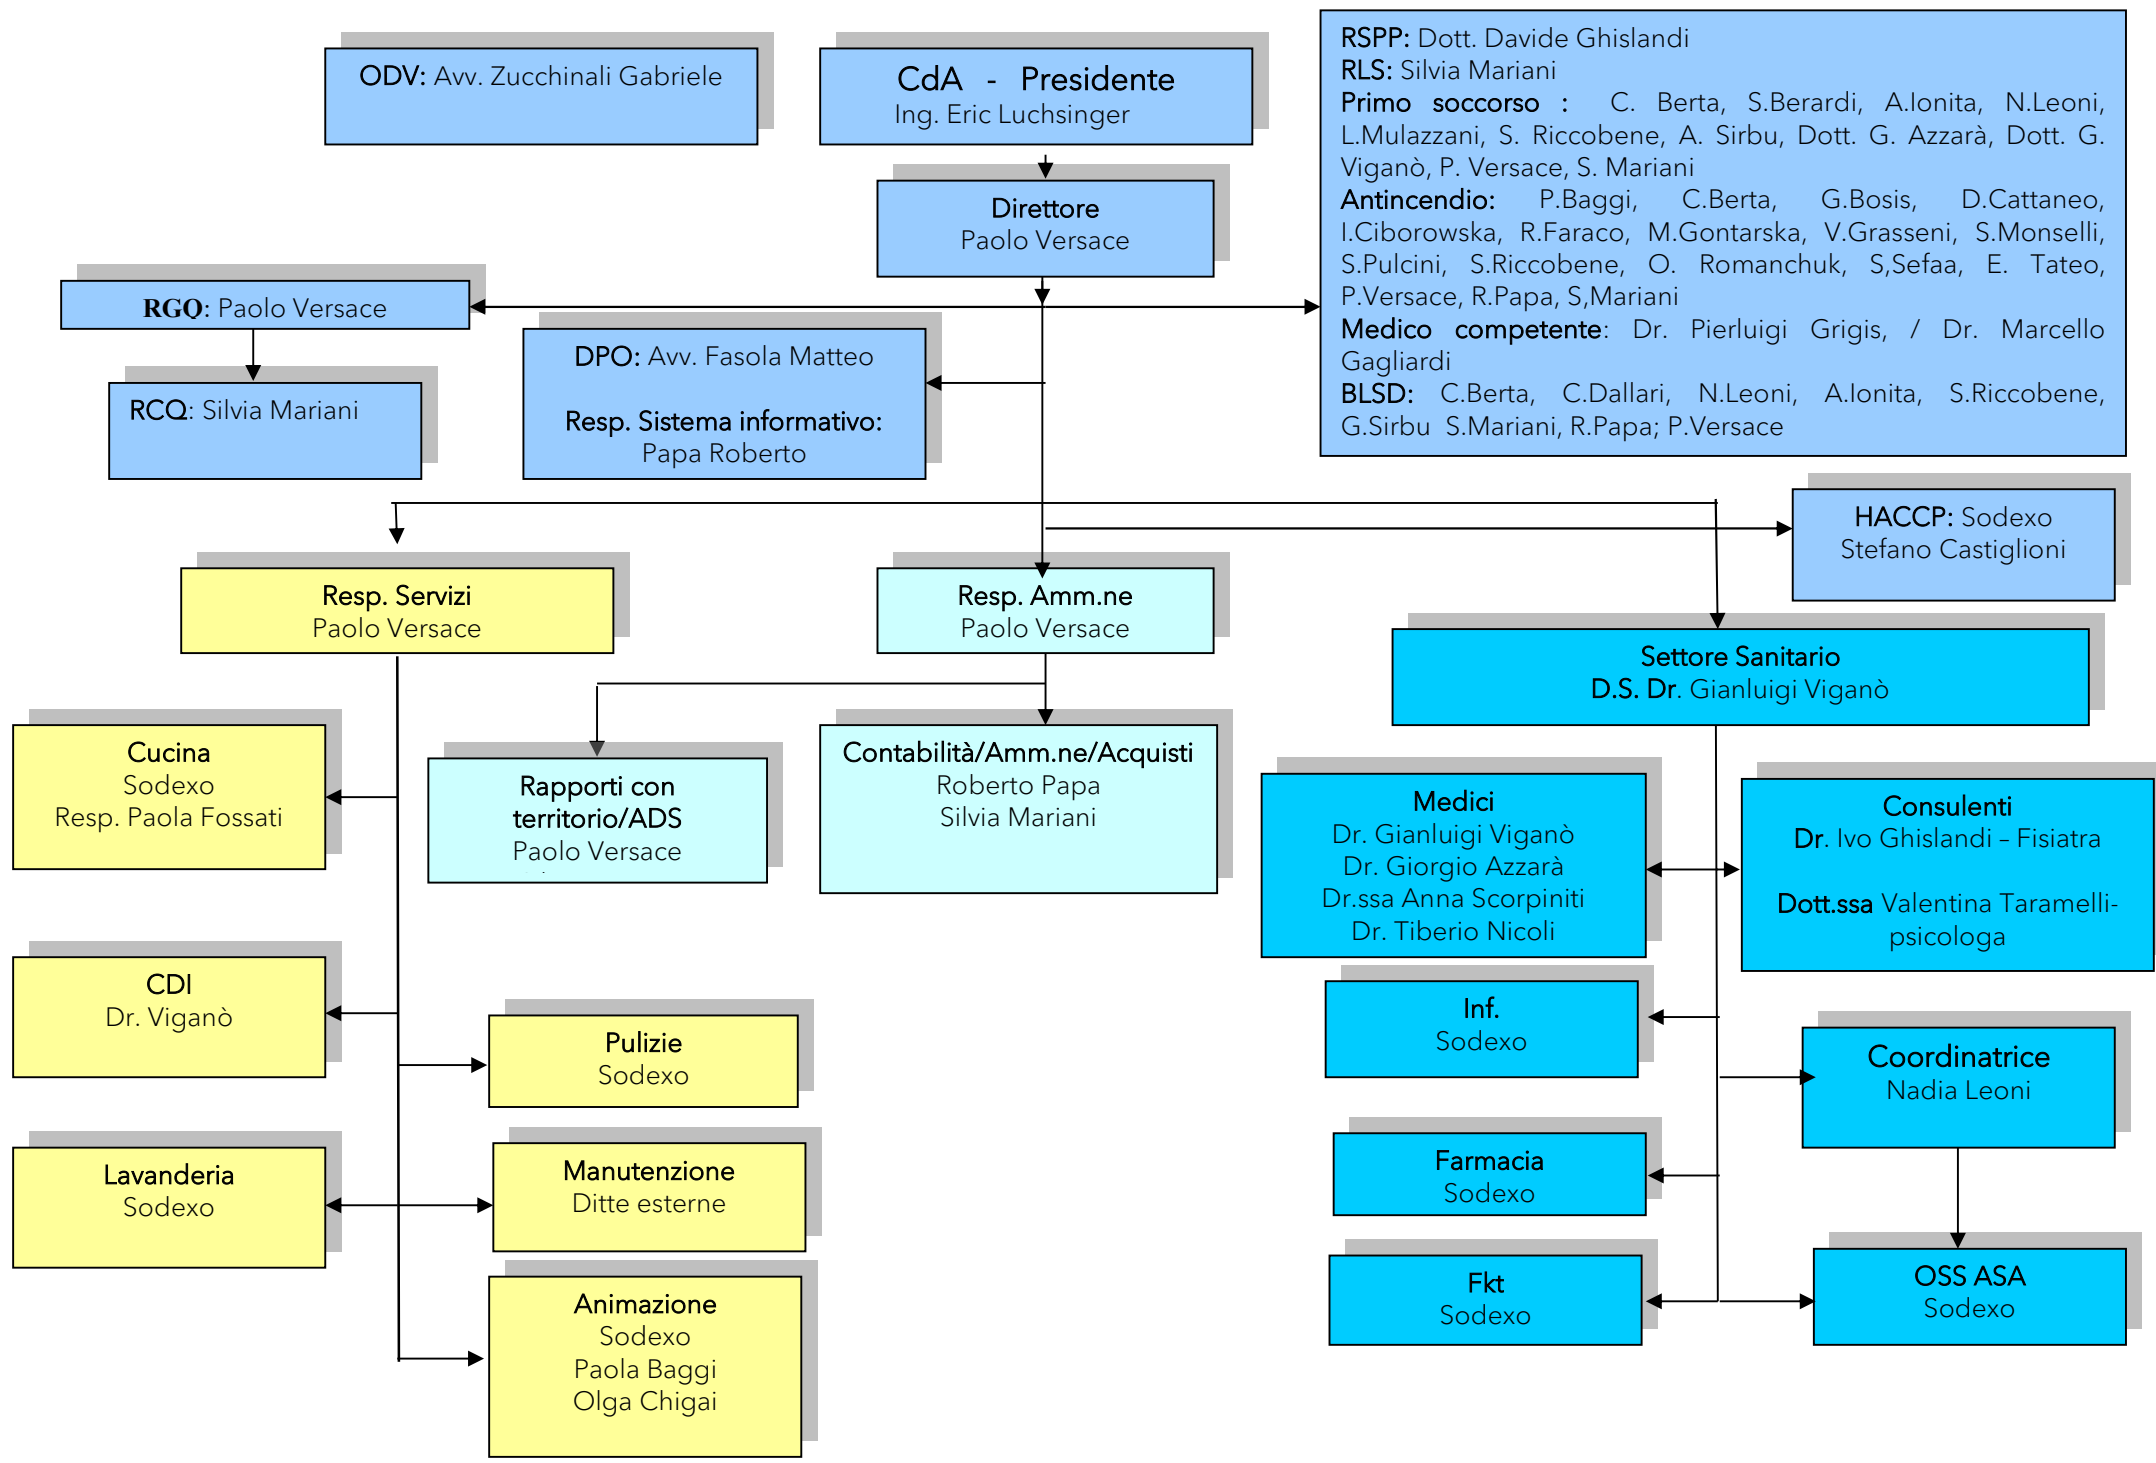 ODV: Avv. Zucchinali Gabriele
CdA - Presidente
Ing. Eric Luchsinger
RSPP: Dott. Davide Ghislandi
RLS: Silvia Mariani
Primo soccorso : C. Berta, S.Berardi, A.Ionita, N.Leoni,
L.Mulazzani, S. Riccobene, A. Sirbu, Dott. G. Azzarà, Dott. G.
Viganò, P. Versace, S. Mariani
Antincendio: P.Baggi, C.Berta, G.Bosis, D.Cattaneo,
I.Ciborowska, R.Faraco, M.Gontarska, V.Grasseni, S.Monselli,
S.Pulcini, S.Riccobene, O. Romanchuk, S,Sefaa, E. Tateo,
P.Versace, R.Papa, S,Mariani
Medico competente: Dr. Pierluigi Grigis, / Dr. Marcello
Gagliardi
BLSD: C.Berta, C.Dallari, N.Leoni, A.Ionita, S.Riccobene,
G.Sirbu S.Mariani, R.Papa; P.Versace
Direttore
Paolo Versace
RGQ: Paolo Versace
RCQ: Silvia Mariani
DPO: Avv. Fasola Matteo
Resp. Sistema informativo:
Papa Roberto
HACCP: Sodexo
Stefano Castiglioni
Resp. Servizi
Paolo Versace
Resp. Amm.ne
Paolo Versace
Settore Sanitario
D.S. Dr. Gianluigi Viganò
Cucina
Sodexo
Resp. Paola Fossati
Rapporti con
territorio/ADS
Paolo Versace
Contabilità/Amm.ne/Acquisti
Roberto Papa
Silvia Mariani
Medici
Dr. Gianluigi Viganò
Dr. Giorgio Azzarà
Dr.ssa Anna Scorpiniti
Dr. Tiberio Nicoli
Consulenti
Dr. Ivo Ghislandi – Fisiatra
Dott.ssa Valentina Taramelli-
psicologa
CDI
Dr. Viganò
Pulizie
Sodexo
Inf.
Sodexo
Coordinatrice
Nadia Leoni
Lavanderia
Sodexo
Manutenzione
Ditte esterne
Farmacia
Sodexo
Animazione
Sodexo
Paola Baggi
Olga Chigai
Fkt
Sodexo
OSS ASA
Sodexo